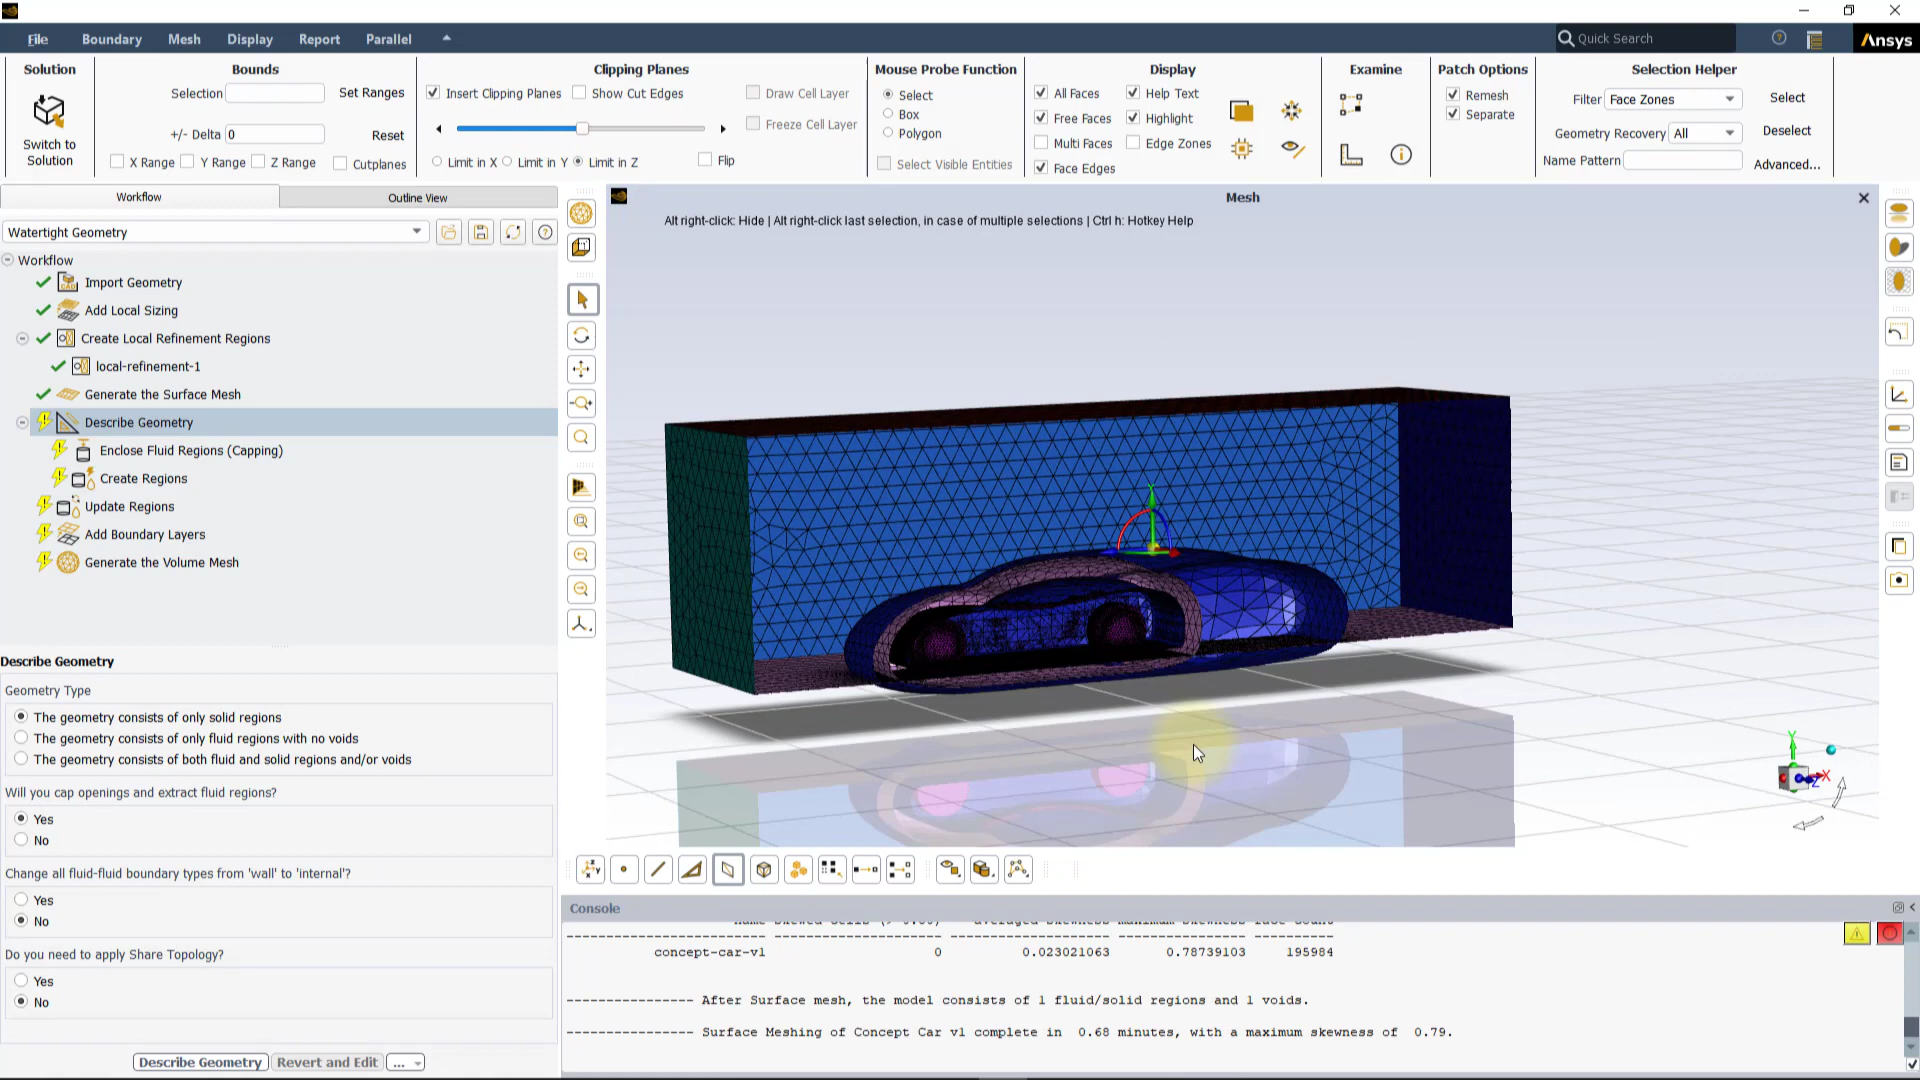 File Boundary Mesh Display Report Parallel Quick Search Ansys
Solution
Switch to
Solution
Bounds
Selection Set Ranges
+/- Delta 0 Reset
X Range Y Range Z Range Cutplanes
Clipping Planes
Insert Clipping Planes Show Cut Edges Draw Cell Layer
Freeze Cell Layer
Limit in X Limit in Y Limit in Z Flip
Mouse Probe Function
Select
Box
Polygon
Select Visible Entities
Display
All Faces Help Text
Free Faces Highlight
Multi Faces Edge Zones
Face Edges
Examine
Patch Options
Remesh
Separate
Selection Helper
Filter Face Zones Select
Geometry Recovery All Deselect
Name Pattern Advanced...
Workflow Outline View
Watertight Geometry
Workflow
Import Geometry
Add Local Sizing
Create Local Refinement Regions
local-refinement-1
Generate the Surface Mesh
Describe Geometry
Enclose Fluid Regions (Capping)
Create Regions
Update Regions
Add Boundary Layers
Generate the Volume Mesh
Describe Geometry
Geometry Type
The geometry consists of only solid regions
The geometry consists of only fluid regions with no voids
The geometry consists of both fluid and solid regions and/or voids
Will you cap openings and extract fluid regions?
Yes
No
Change all fluid-fluid boundary types from 'wall' to 'internal'?
Yes
No
Do you need to apply Share Topology?
Yes
No
Describe Geometry Revert and Edit ...
Mesh
Alt right-click: Hide | Alt right-click last selection, in case of multiple selections | Ctrl h: Hotkey Help
Y
Y
X
Z
Console
name skewed-cells (> 0.80) averaged-skewness maximum-skewness face count
------------------------- --------------------- -------------------- ---------------- ----------
concept-car-v1 0 0.023021063 0.78739103 195984
---------------- After Surface mesh, the model consists of 1 fluid/solid regions and 1 voids.
---------------- Surface Meshing of Concept Car v1 complete in 0.68 minutes, with a maximum skewness of 0.79.